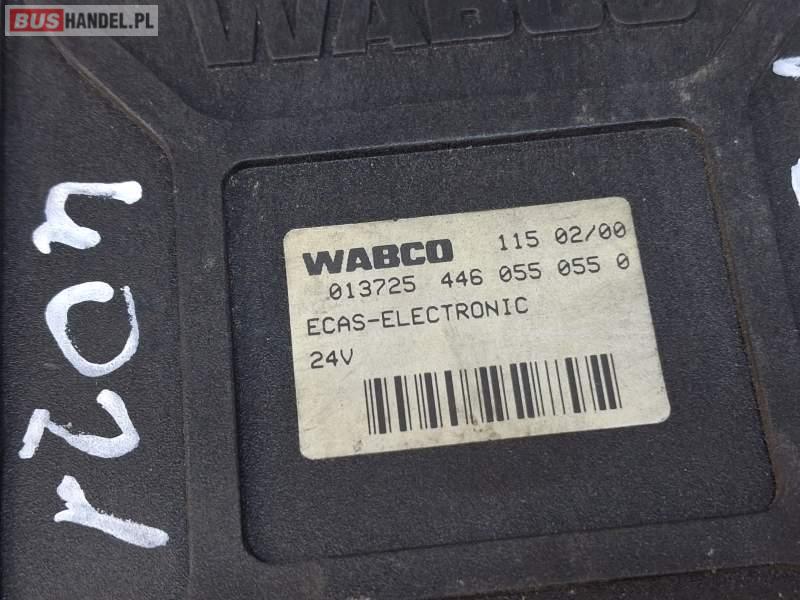 BUSHANDEL.PL
WABCO
WABCO 115 02/00
013725 446 055 055 0
ECAS-ELECTRONIC
24V